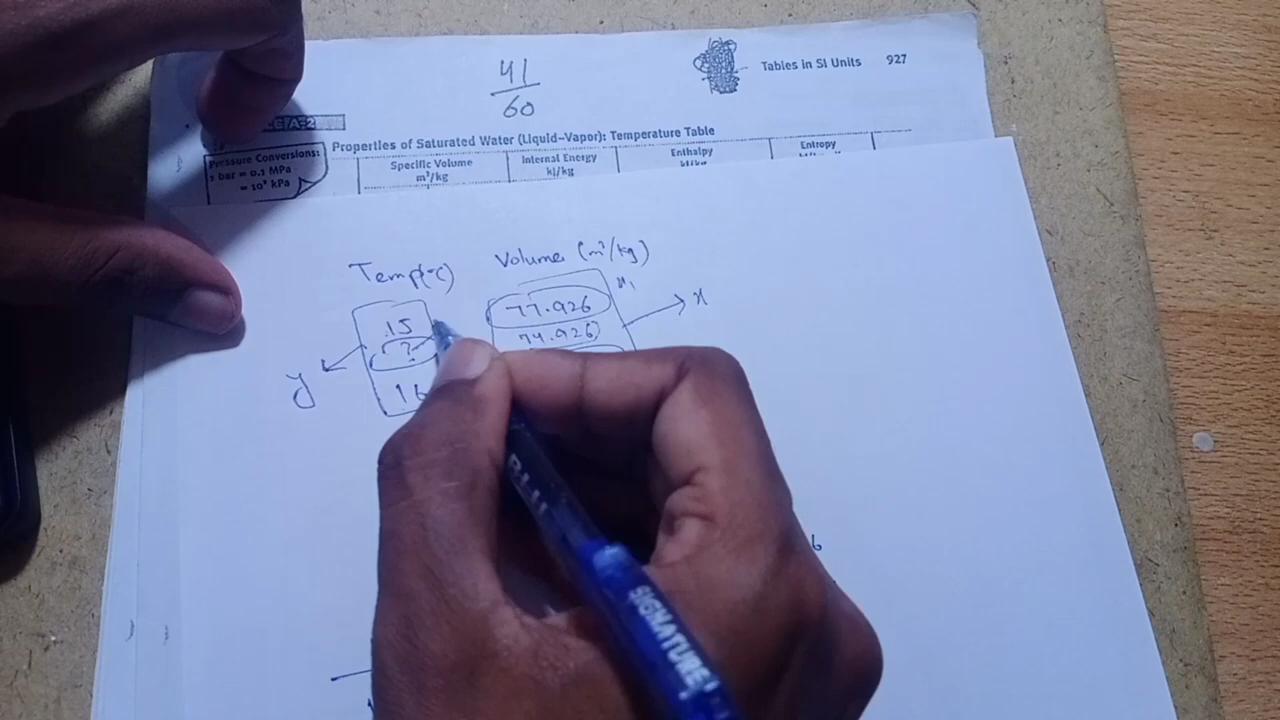 41
60
Tables in SI Units 927
Properties of Saturated Water (Liquid–Vapor): Temperature Table
Pressure Conversions:
1 bar = 0.1 MPa
= 10² kPa
Specific Volume
m³/kg
Internal Energy
kJ/kg
Enthalpy
Entropy
Temp(°C)
Volume (m³/kg)
15
77.926
x₁
x
?
74.926
y
16
6
SIGNATURE